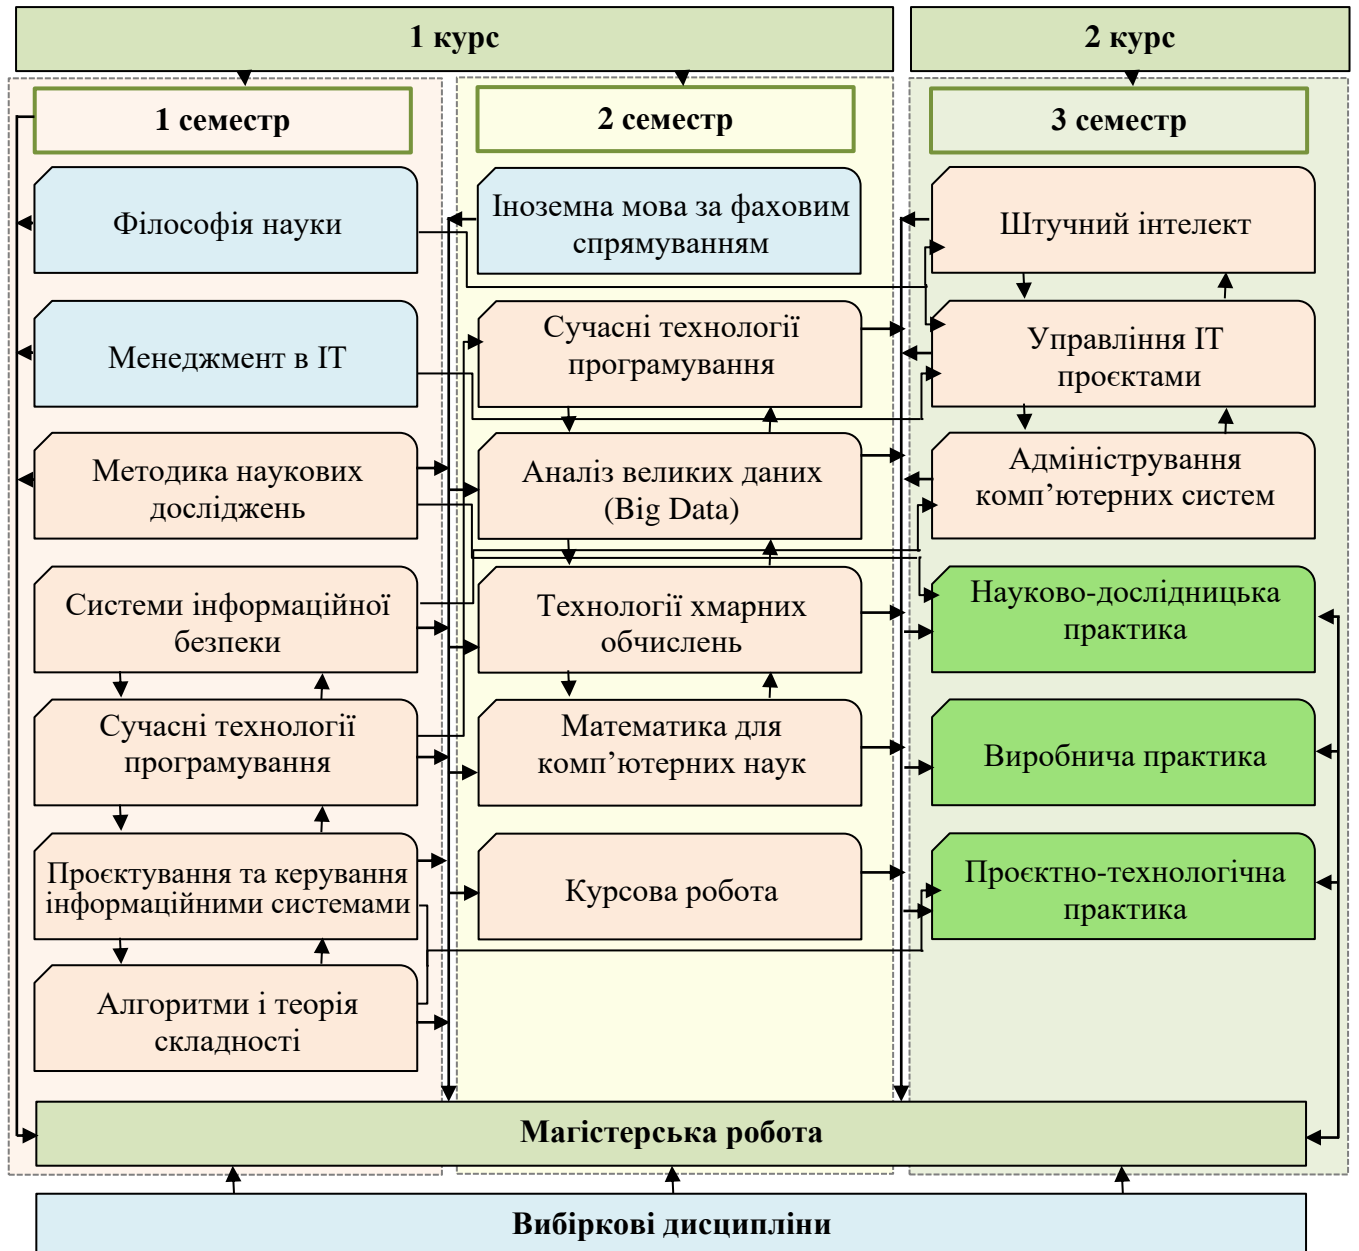 1 курс
2 курс
1 семестр
2 семестр
3 семестр
Філософія науки
Менеджмент в ІТ
Методика наукових
досліджень
Системи інформаційної
безпеки
Сучасні технології
програмування
Проєктування та керування
інформаційними системами
Алгоритми і теорія
складності
Іноземна мова за фаховим
спрямуванням
Сучасні технології
програмування
Аналіз великих даних
(Big Data)
Технології хмарних
обчислень
Математика для
комп’ютерних наук
Курсова робота
Штучний інтелект
Управління ІТ
проєктами
Адміністрування
комп’ютерних систем
Науково-дослідницька
практика
Виробнича практика
Проєктно-технологічна
практика
Магістерська робота
Вибіркові дисципліни